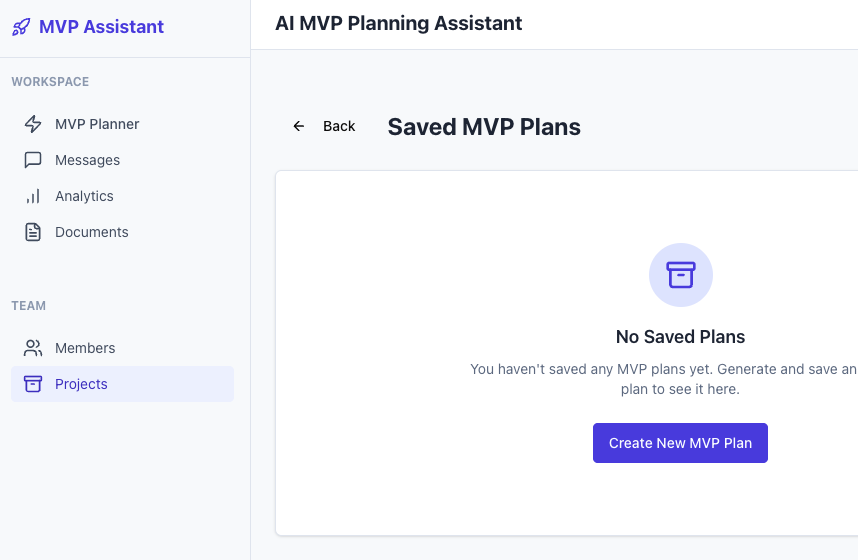 MVP Assistant
AI MVP Planning Assistant
WORKSPACE
MVP Planner
Messages
Analytics
Documents
TEAM
Members
Projects
Back
Saved MVP Plans
No Saved Plans
You haven't saved any MVP plans yet. Generate and save an
plan to see it here.
Create New MVP Plan